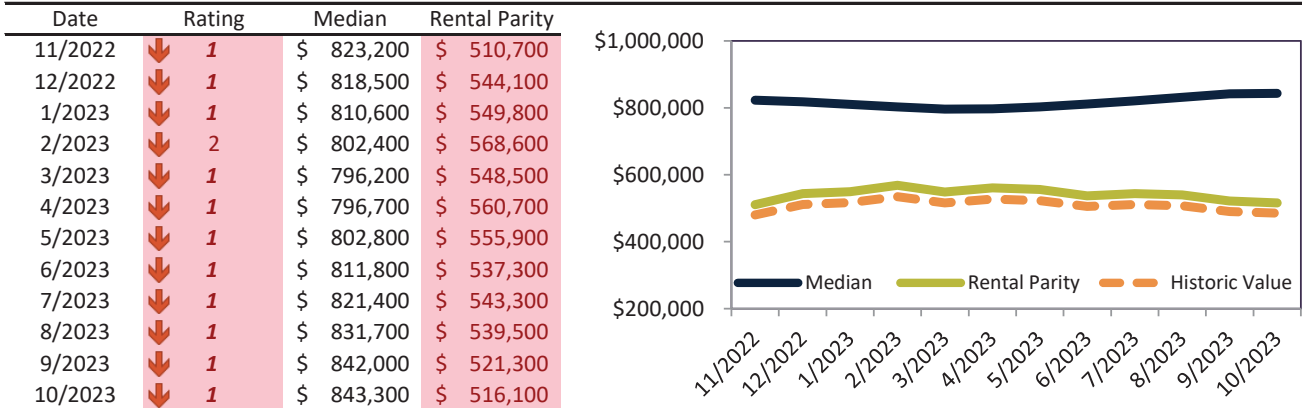 Date Rating Median Rental Parity
11/2022 1 $ 823,200 $ 510,700
12/2022 1 $ 818,500 $ 544,100
1/2023 1 $ 810,600 $ 549,800
2/2023 2 $ 802,400 $ 568,600
3/2023 1 $ 796,200 $ 548,500
4/2023 1 $ 796,700 $ 560,700
5/2023 1 $ 802,800 $ 555,900
6/2023 1 $ 811,800 $ 537,300
7/2023 1 $ 821,400 $ 543,300
8/2023 1 $ 831,700 $ 539,500
9/2023 1 $ 842,000 $ 521,300
10/2023 1 $ 843,300 $ 516,100
$1,000,000
$800,000
$600,000
$400,000
$200,000
Median Rental Parity Historic Value
11/2022 12/2022 1/2023 2/2023 3/2023 4/2023 5/2023 6/2023 7/2023 8/2023 9/2023 10/2023